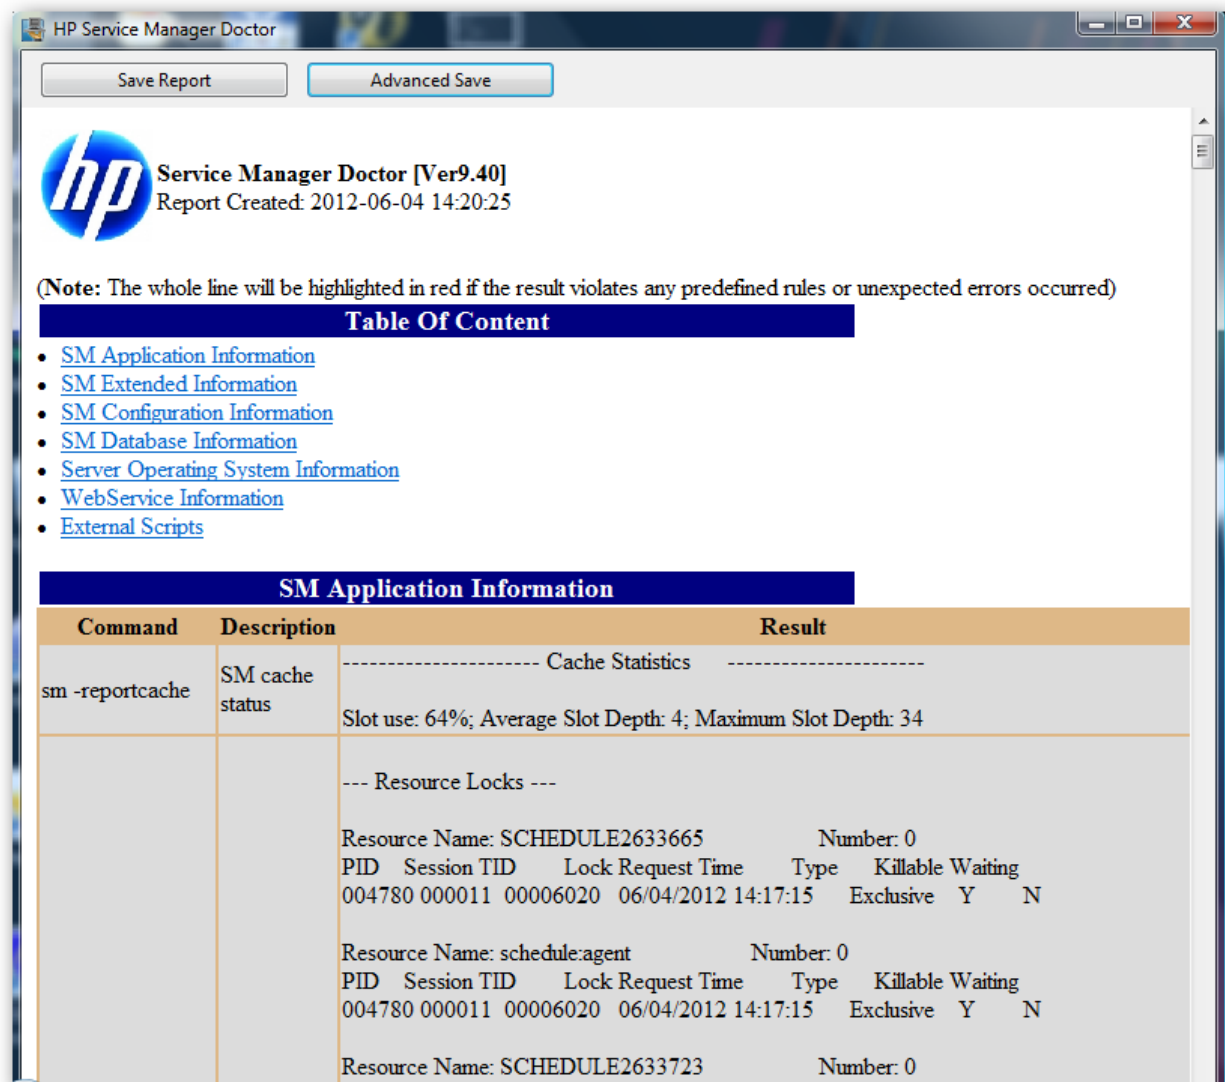 HP Service Manager Doctor
Save Report Advanced Save
hp
Service Manager Doctor [Ver9.40]
Report Created: 2012-06-04 14:20:25
(Note: The whole line will be highlighted in red if the result violates any predefined rules or unexpected errors occurred)
Table Of Content
• SM Application Information
• SM Extended Information
• SM Configuration Information
• SM Database Information
• Server Operating System Information
• WebService Information
• External Scripts
SM Application Information
Command Description Result
sm -reportcache
SM cache
status
---------------------- Cache Statistics ----------------------
Slot use: 64%; Average Slot Depth: 4; Maximum Slot Depth: 34
--- Resource Locks ---
Resource Name: SCHEDULE2633665 Number: 0
PID Session TID Lock Request Time Type Killable Waiting
004780 000011 00006020 06/04/2012 14:17:15 Exclusive Y N
Resource Name: schedule:agent Number: 0
PID Session TID Lock Request Time Type Killable Waiting
004780 000011 00006020 06/04/2012 14:17:15 Exclusive Y N
Resource Name: SCHEDULE2633723 Number: 0